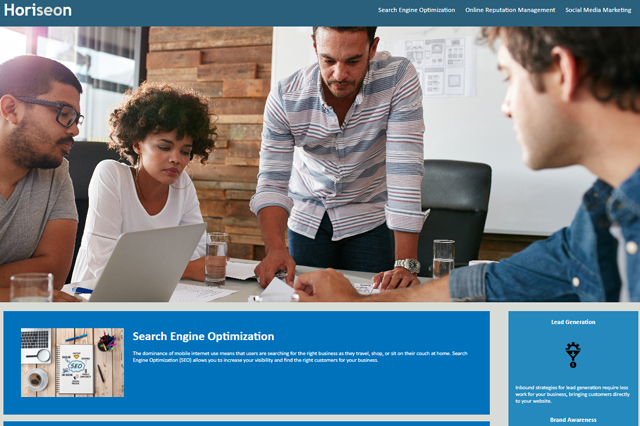 Horiseon
Search Engine Optimization
Online Reputation Management
Social Media Marketing
Search Engine Optimization
The dominance of mobile internet use means that users are searching for the right business as they travel, shop, or sit on their couch at home. Search
Engine Optimization (SEO) allows you to increase your visibility and find the right customers for your business.
SEO
Lead Generation
Inbound strategies for lead generation require less
work for your business, bringing customers directly
to your website.
Brand Awareness